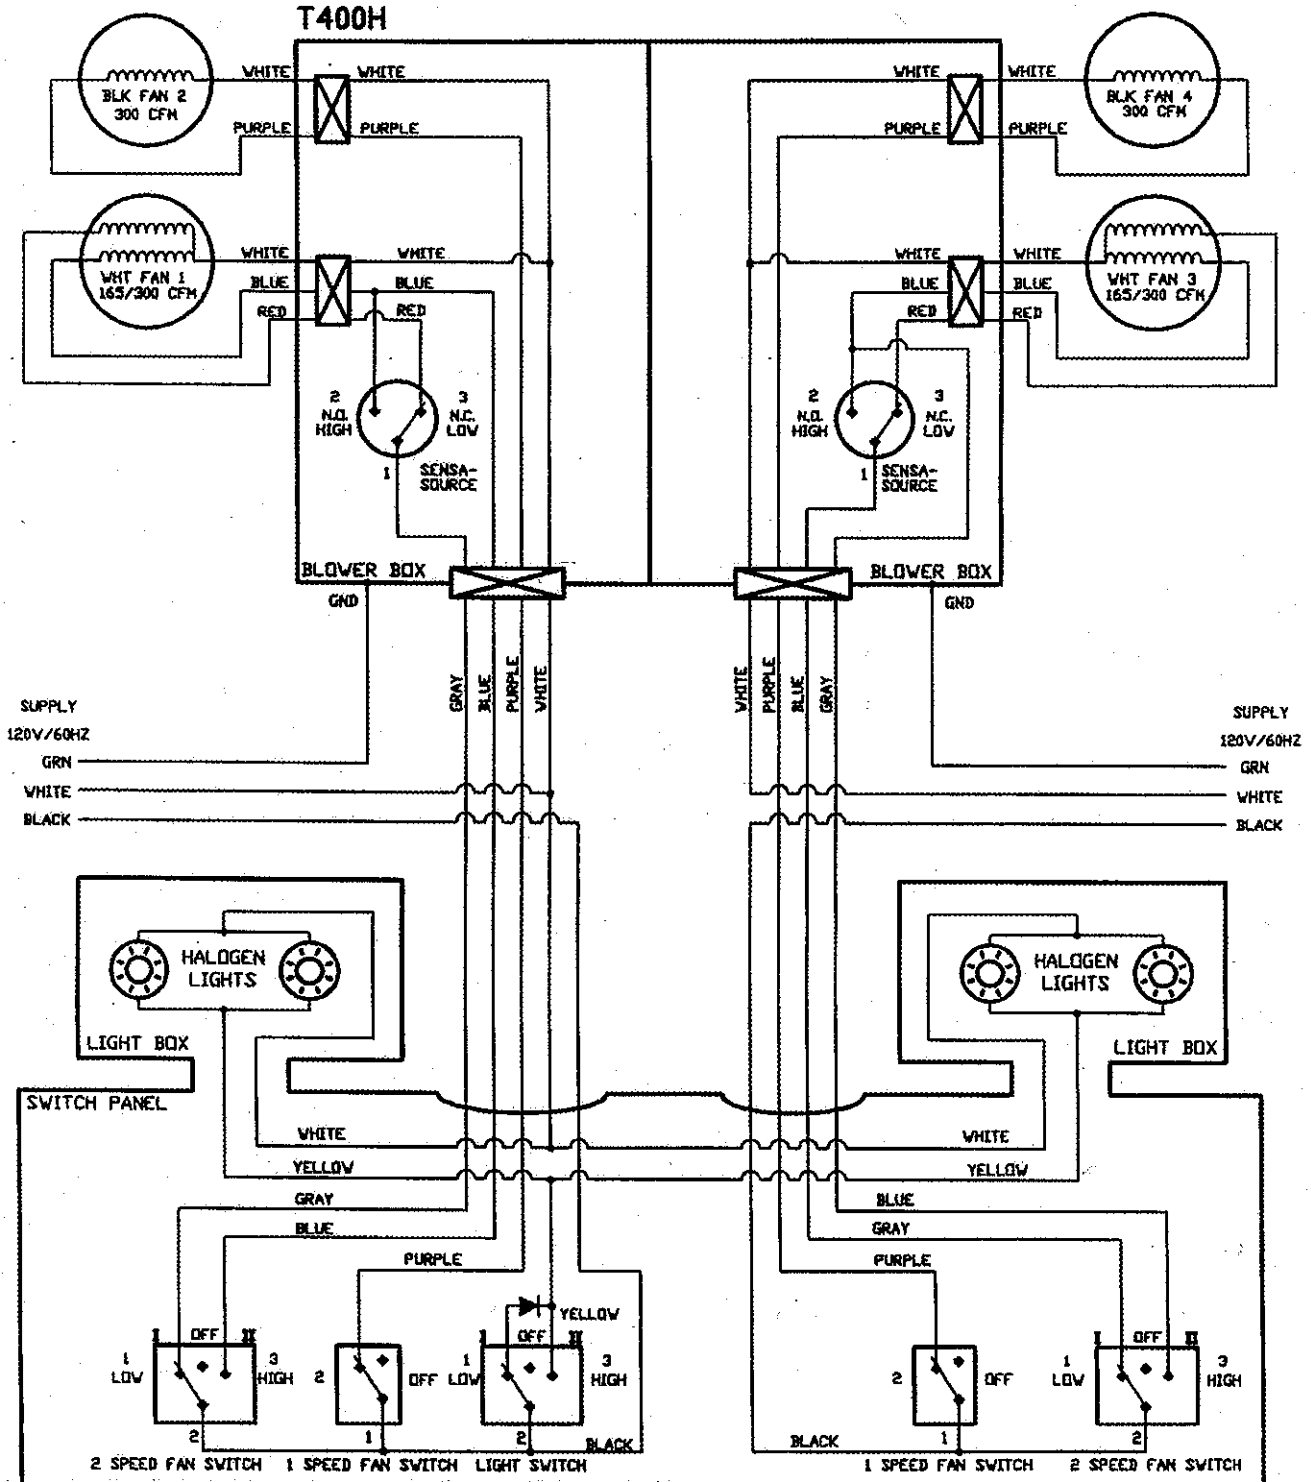 T400H
BLK FAN 2
300 CFM
WHITE
WHITE
PURPLE
PURPLE
WHITE
WHITE
BLK FAN 4
300 CFM
PURPLE
PURPLE
WHT FAN 1
165/300 CFM
WHITE
WHITE
BLUE
BLUE
RED
RED
WHITE
WHITE
BLUE
BLUE
RED
RED
WHT FAN 3
165/300 CFM
2
N.O.
HIGH
3
N.C.
LOW
1
SENSA-
SOURCE
2
N.O.
HIGH
3
N.C.
LOW
1
SENSA-
SOURCE
BLOWER BOX
GND
BLOWER BOX
GND
GRAY
BLUE
PURPLE
WHITE
WHITE
PURPLE
BLUE
GRAY
SUPPLY
120V/60HZ
GRN
WHITE
BLACK
SUPPLY
120V/60HZ
GRN
WHITE
BLACK
HALOGEN
LIGHTS
LIGHT BOX
HALOGEN
LIGHTS
LIGHT BOX
SWITCH PANEL
WHITE
WHITE
YELLOW
YELLOW
GRAY
BLUE
BLUE
GRAY
PURPLE
PURPLE
YELLOW
I OFF II
1
LOW
3
HIGH
2
2
OFF
1
I OFF II
1
LOW
3
HIGH
2
BLACK
BLACK
2
OFF
1
I OFF II
1
LOW
3
HIGH
2
2 SPEED FAN SWITCH
1 SPEED FAN SWITCH
LIGHT SWITCH
1 SPEED FAN SWITCH
2 SPEED FAN SWITCH